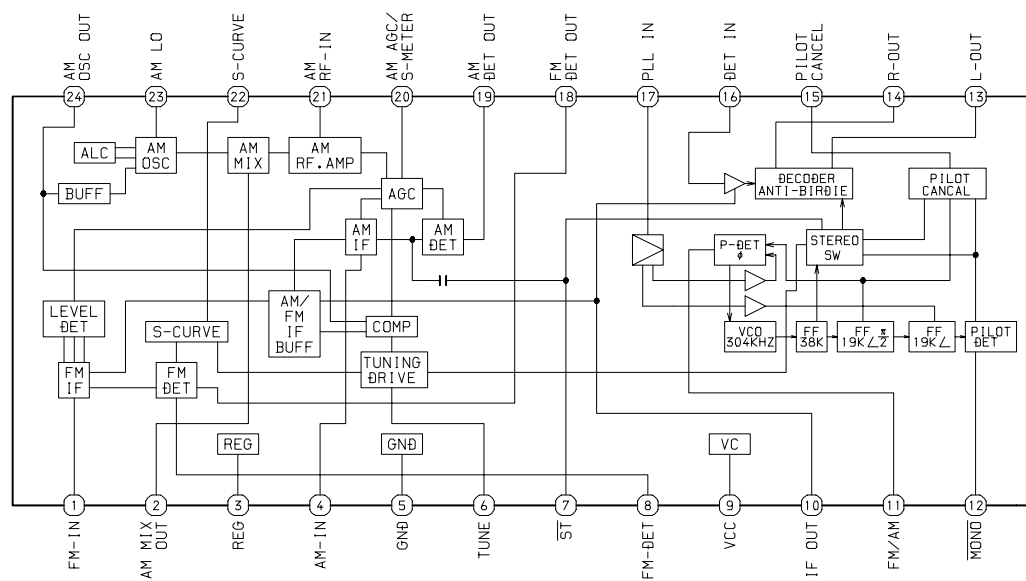 AM
OSC OUT
AM LO
S-CURVE
AM
RF-IN
AM AGC/
S-METER
AM
DET OUT
FM
DET OUT
PLL IN
DET IN
PILOT
CANCEL
R-OUT
L-OUT
24
23
22
21
20
19
18
17
16
15
14
13
ALC
AM
OSC
AM
MIX
AM
RF.AMP
BUFF
AGC
DECODER
ANTI-BIRDIE
PILOT
CANCAL
AM
IF
AM
DET
P-DET
φ
STEREO
SW
LEVEL
DET
S-CURVE
AM/
FM
IF
BUFF
COMP
VCO
304KHZ
FF
38K
FF
19K∠π/2
FF
19K∠
PILOT
DET
FM
IF
FM
DET
TUNING
DRIVE
REG
GND
VC
1
2
3
4
5
6
7
8
9
10
11
12
FM-IN
AM MIX
OUT
REG
AM-IN
GND
TUNE
ST
FM-DET
VCC
IF OUT
FM/AM
MONO